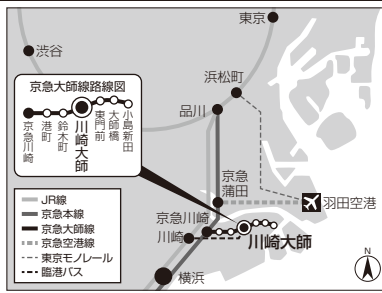 東京
渋谷
浜松町
京急大師線路線図
京急川崎
港町
鈴木町
川崎大師
東門前
大師橋
小島新田
品川
京急
蒲田
羽田空港
京急川崎
川崎
川崎大師
横浜
JR線
京急本線
京急大師線
京急空港線
東京モノレール
臨港バス
N